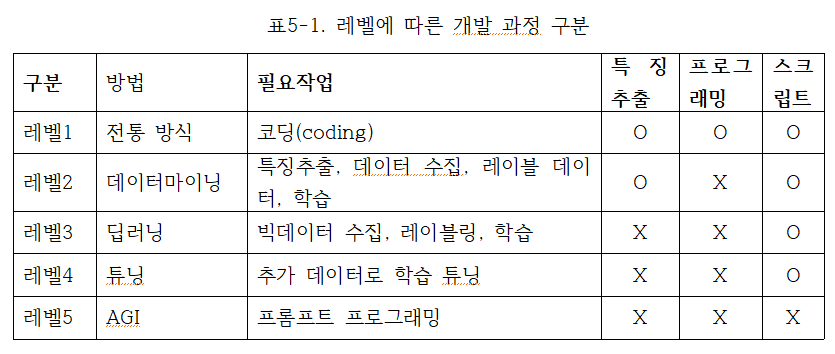 표5-1. 레벨에 따른 개발 과정 구분
구분 방법 필요작업 특 징 추출 프로그래밍 스크립트
레벨1 전통 방식 코딩(coding) O O O
레벨2 데이터마이닝 특징추출, 데이터 수집, 레이블 데이터, 학습 O X O
레벨3 딥러닝 빅데이터 수집, 레이블링, 학습 X X O
레벨4 튜닝 추가 데이터로 학습 튜닝 X X O
레벨5 AGI 프롬프트 프로그래밍 X X X